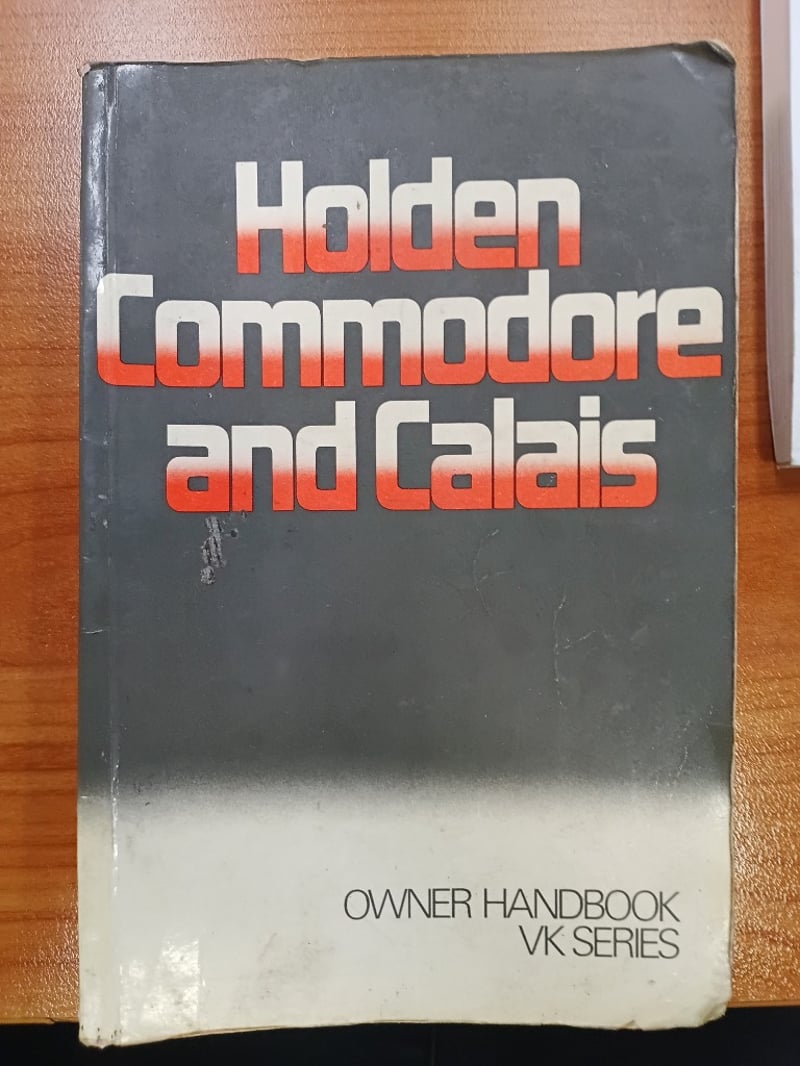 Holden
Commodore
and Calais
OWNER HANDBOOK
VK SERIES